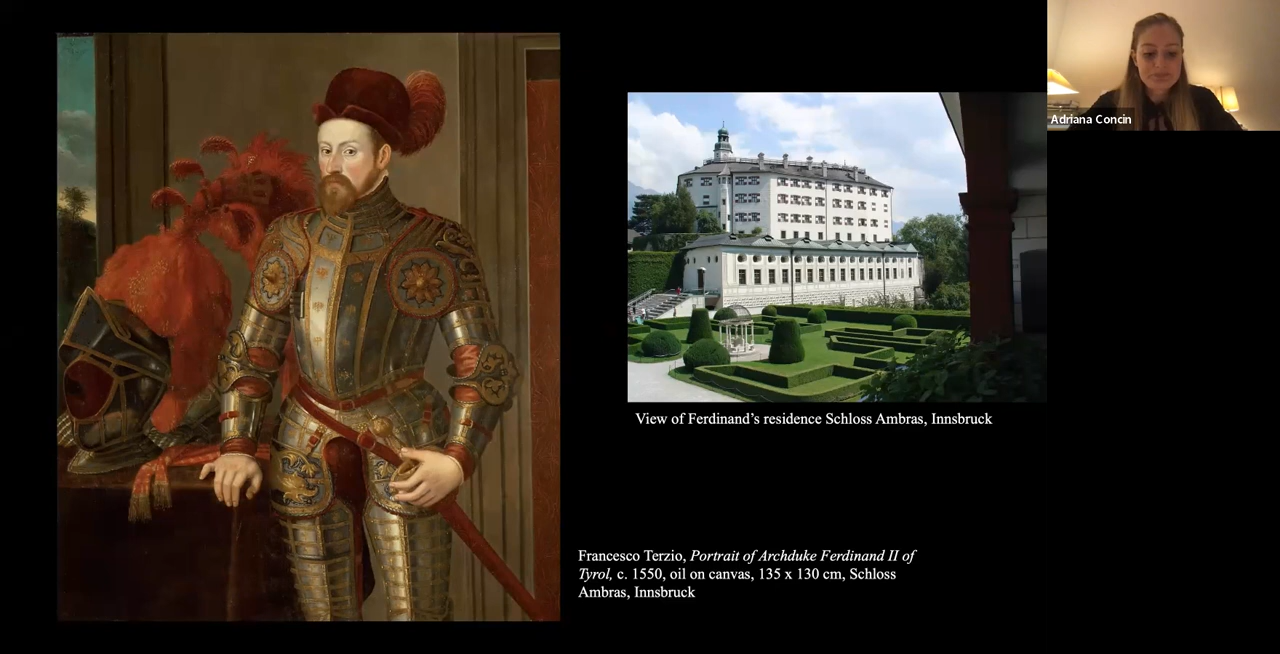 Adriana Concin
View of Ferdinand’s residence Schloss Ambras, Innsbruck
Francesco Terzio, Portrait of Archduke Ferdinand II of
Tyrol, c. 1550, oil on canvas, 135 x 130 cm, Schloss
Ambras, Innsbruck